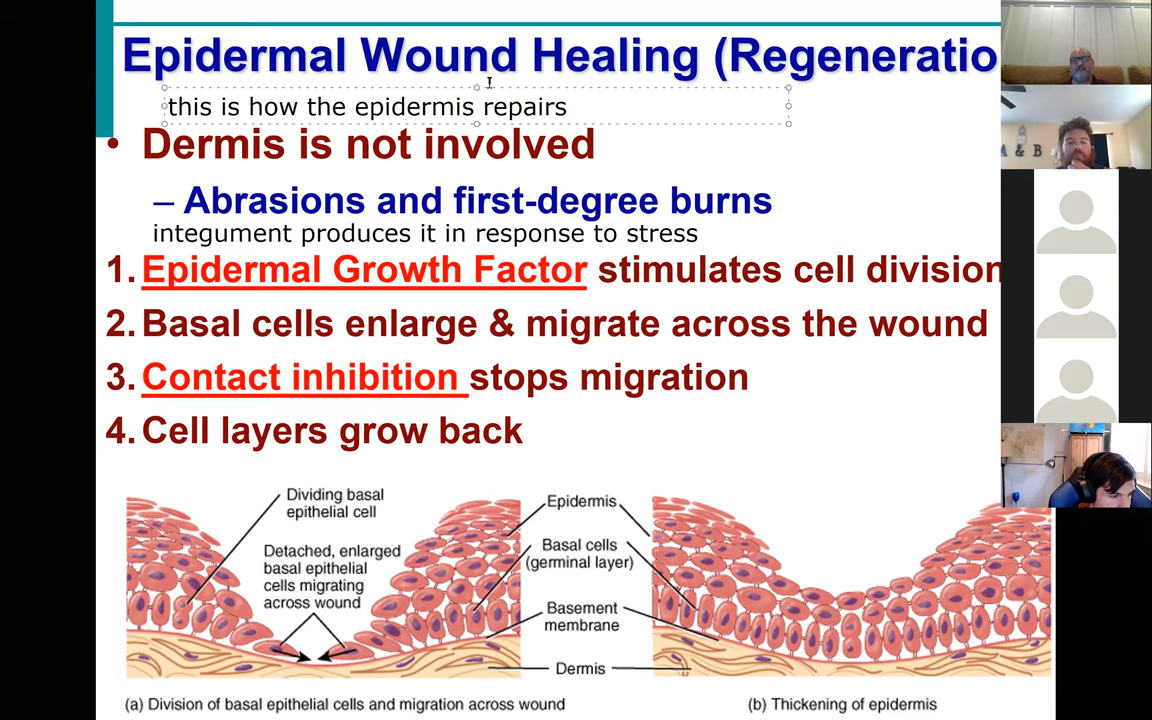 Epidermal Wound Healing (Regeneratio
this is how the epidermis repairs
• Dermis is not involved
– Abrasions and first-degree burns
integument produces it in response to stress
1. Epidermal Growth Factor stimulates cell division
2. Basal cells enlarge & migrate across the wound
3. Contact inhibition stops migration
4. Cell layers grow back
Dividing basal
epithelial cell
Detached, enlarged
basal epithelial
cells migrating
across wound
Epidermis
Basal cells
(germinal layer)
Basement
membrane
Dermis
(a) Division of basal epithelial cells and migration across wound
(b) Thickening of epidermis
A & B